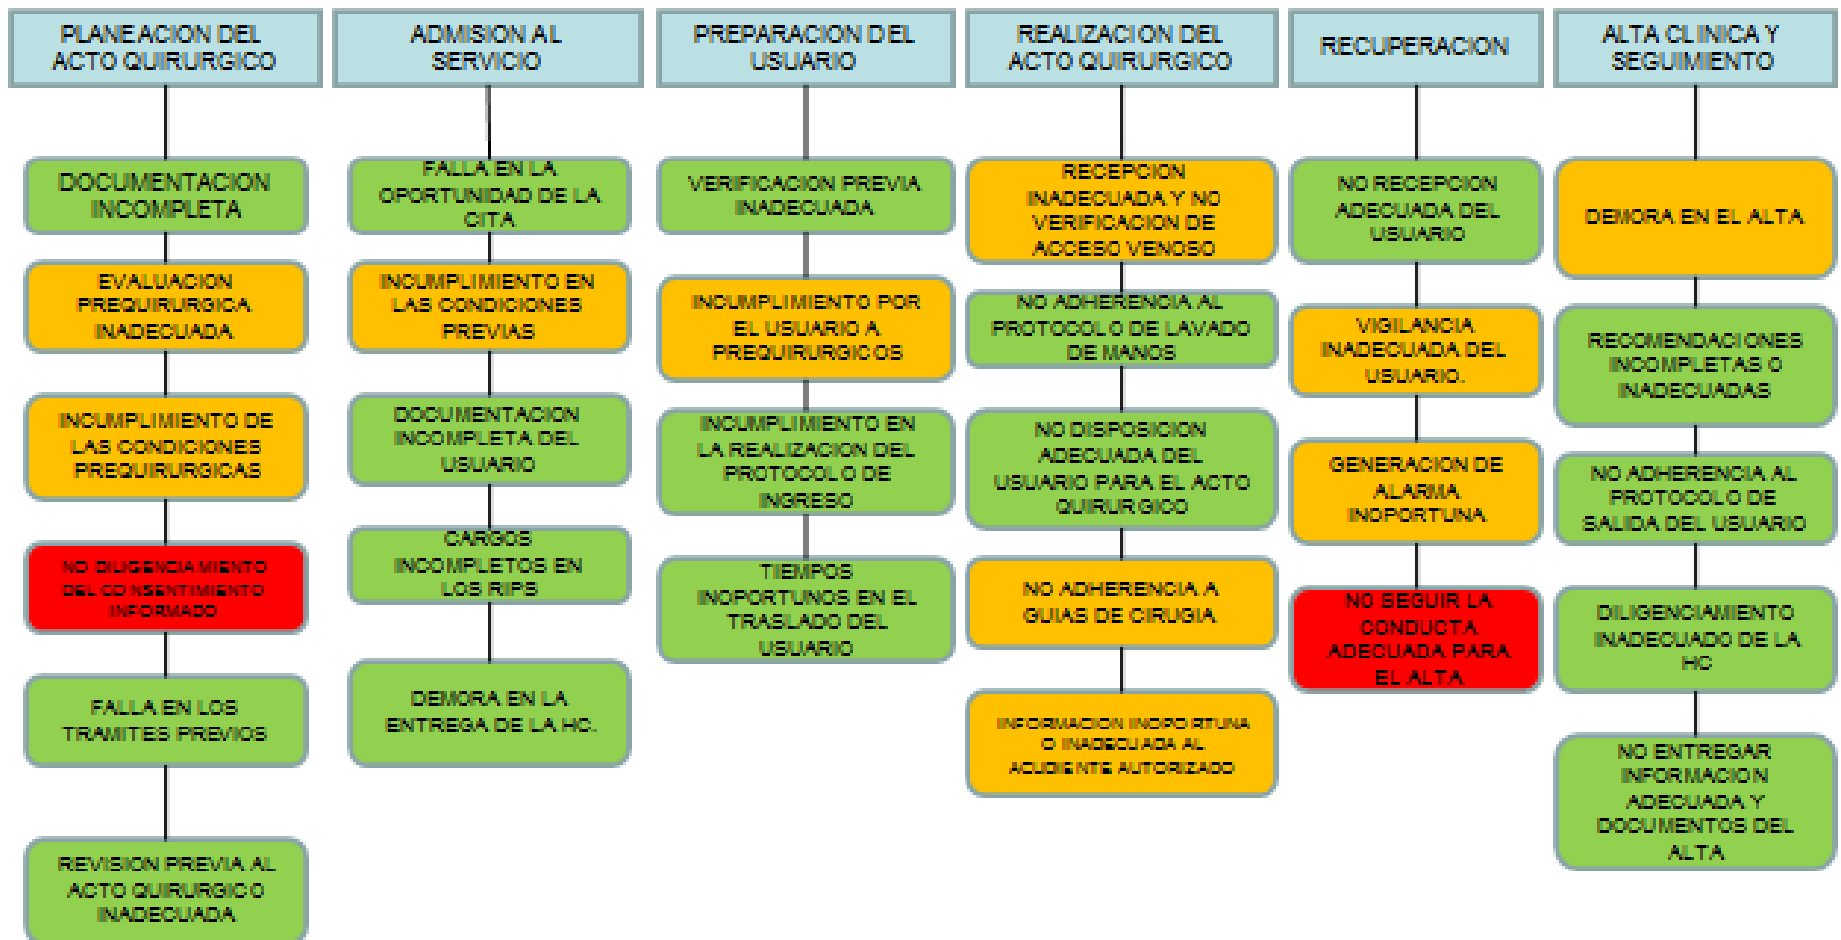 PLANEACION DEL
ACTO QUIRURGICO
DOCUMENTACION
INCOMPLETA
EVALUACION
PREQUIRURGICA
INADECUADA
INCUMPLIMIENTO DE
LAS CONDICIONES
PREQUIRURGICAS
NO DILIGENCIAMIENTO
DEL CONSENTIMIENTO
INFORMADO
FALLA EN LOS
TRAMITES PREVIOS
REVISION PREVIA AL
ACTO QUIRURGICO
INADECUADA
ADMISION AL
SERVICIO
FALLA EN LA
OPORTUNIDAD DE LA
CITA
INCUMPLIMIENTO EN
LAS CONDICIONES
PREVIAS
DOCUMENTACION
INCOMPLETA DEL
USUARIO
CARGOS
INCOMPLETOS EN
LOS RIPS
DEMORA EN LA
ENTREGA DE LA HC.
PREPARACION DEL
USUARIO
VERIFICACION PREVIA
INADECUADA
INCUMPLIMIENTO POR
EL USUARIO A
PREQUIRURGICOS
INCUMPLIMIENTO EN
LA REALIZACION DEL
PROTOCOLO DE
INGRESO
TIEMPOS
INOPORTUNOS EN EL
TRASLADO DEL
USUARIO
REALIZACION DEL
ACTO QUIRURGICO
RECEPCION
INADECUADA Y NO
VERIFICACION DE
ACCESO VENOSO
NO ADHERENCIA AL
PROTOCOLO DE LAVADO
DE MANOS
NO DISPOSICION
ADECUADA DEL
USUARIO PARA EL ACTO
QUIRURGICO
NO ADHERENCIA A
GUIAS DE CIRUGIA
INFORMACION INOPORTUNA
O INADECUADA AL
ACUDIENTE AUTORIZADO
RECUPERACION
NO RECEPCION
ADECUADA DEL
USUARIO
VIGILANCIA
INADECUADA DEL
USUARIO.
GENERACION DE
ALARMA
INOPORTUNA
NO SEGUIR LA
CONDUCTA
ADECUADA PARA
EL ALTA
ALTA CLINICA Y
SEGUIMIENTO
DEMORA EN EL ALTA
RECOMENDACIONES
INCOMPLETAS O
INADECUADAS
NO ADHERENCIA AL
PROTOCOLO DE
SALIDA DEL USUARIO
DILIGENCIAMIENTO
INADECUADO DE LA
HC
NO ENTREGAR
INFORMACION
ADECUADA Y
DOCUMENTOS DEL
ALTA